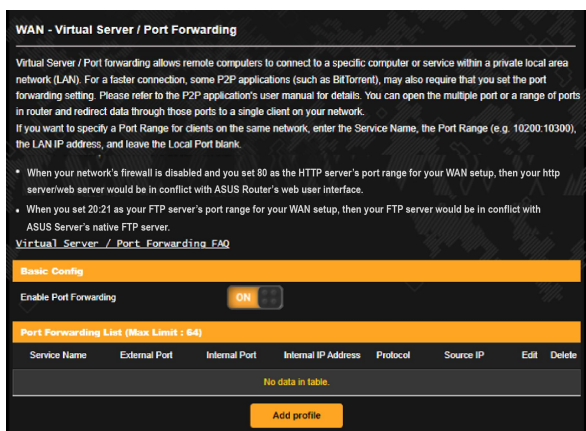 WAN - Virtual Server / Port Forwarding
Virtual Server / Port forwarding allows remote computers to connect to a specific computer or service within a private local area
network (LAN). For a faster connection, some P2P applications (such as BitTorrent), may also require that you set the port
forwarding setting. Please refer to the P2P application's user manual for details. You can open the multiple port or a range of ports
in router and redirect data through those ports to a single client on your network.
If you want to specify a Port Range for clients on the same network, enter the Service Name, the Port Range (e.g. 10200:10300),
the LAN IP address, and leave the Local Port blank.
• When your network's firewall is disabled and you set 80 as the HTTP server's port range for your WAN setup, then your http
server/web server would be in conflict with ASUS Router's web user interface.
• When you set 20:21 as your FTP server's port range for your WAN setup, then your FTP server would be in conflict with
ASUS Server's native FTP server.
Virtual Server / Port Forwarding FAQ
Basic Config
Enable Port Forwarding ON
Port Forwarding List (Max Limit : 64)
Service Name External Port Internal Port Internal IP Address Protocol Source IP Edit Delete
No data in table.
Add profile